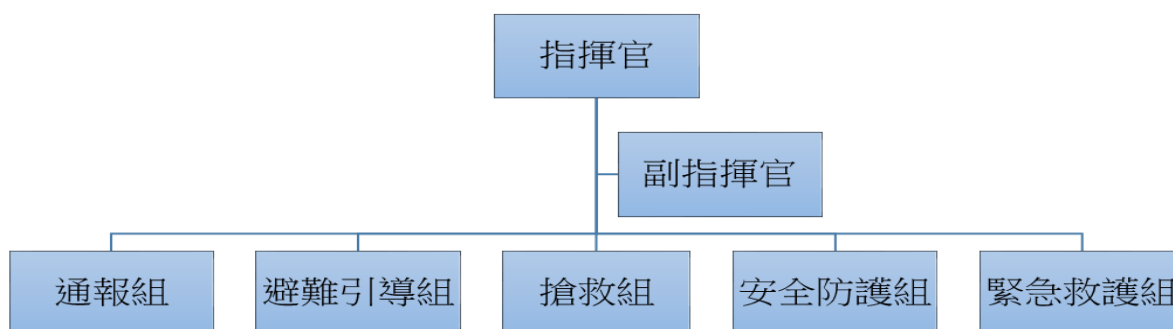 指揮官
副指揮官
通報組
避難引導組
搶救組
安全防護組
緊急救護組